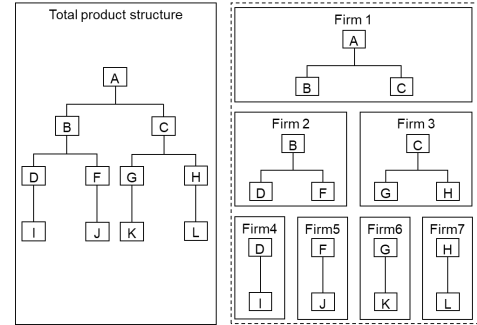 Total product structure
A
B C
D F G H
I J K L
Firm 1
A
B C
Firm 2
B
D F
Firm 3
C
G H
Firm4
D
I
Firm5
F
J
Firm6
G
K
Firm7
H
L